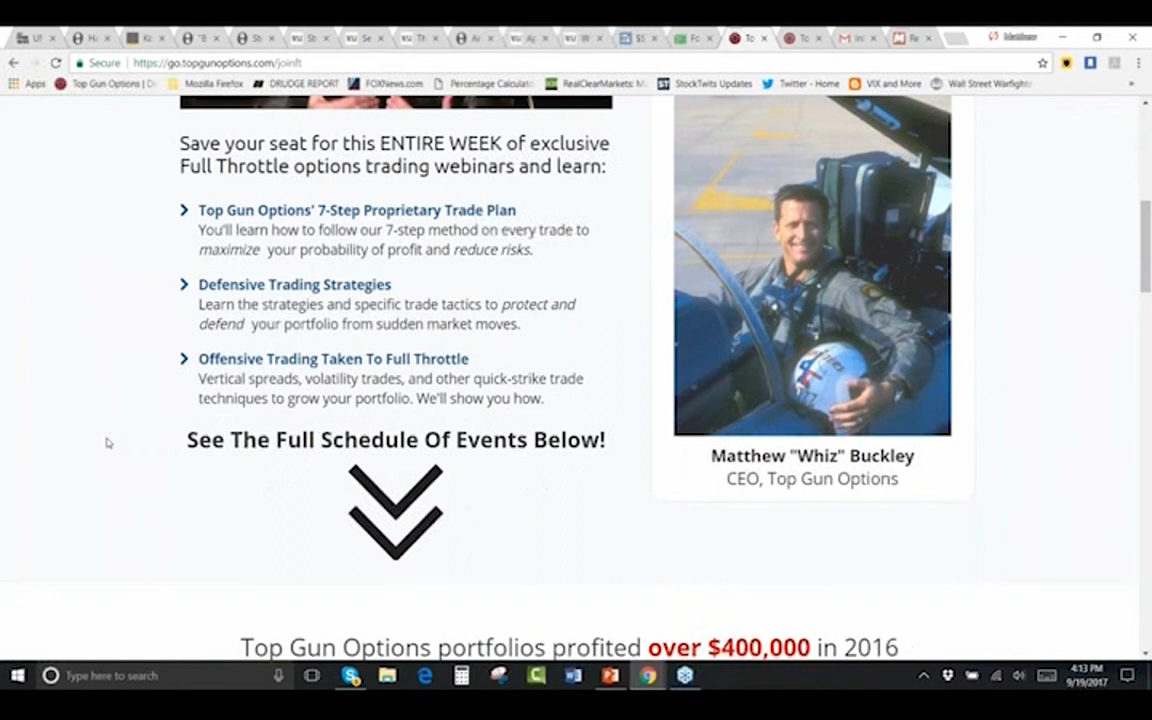 Secure
https://go.topgunoptions.com/joinft
Apps
Top Gun Options | Di
Mozilla Firefox
DRUDGE REPORT
FOXNews.com
Percentage Calculato
RealClearMarkets: M
StockTwits Updates
Twitter - Home
VIX and More
Wall Street Warfighte
Save your seat for this ENTIRE WEEK of exclusive
Full Throttle options trading webinars and learn:
Top Gun Options' 7-Step Proprietary Trade Plan
You'll learn how to follow our 7-step method on every trade to
maximize your probability of profit and reduce risks.
Defensive Trading Strategies
Learn the strategies and specific trade tactics to protect and
defend your portfolio from sudden market moves.
Offensive Trading Taken To Full Throttle
Vertical spreads, volatility trades, and other quick-strike trade
techniques to grow your portfolio. We'll show you how.
See The Full Schedule Of Events Below!
Matthew "Whiz" Buckley
CEO, Top Gun Options
Top Gun Options portfolios profited over $400,000 in 2016
Type here to search
4:13 PM
9/19/2017